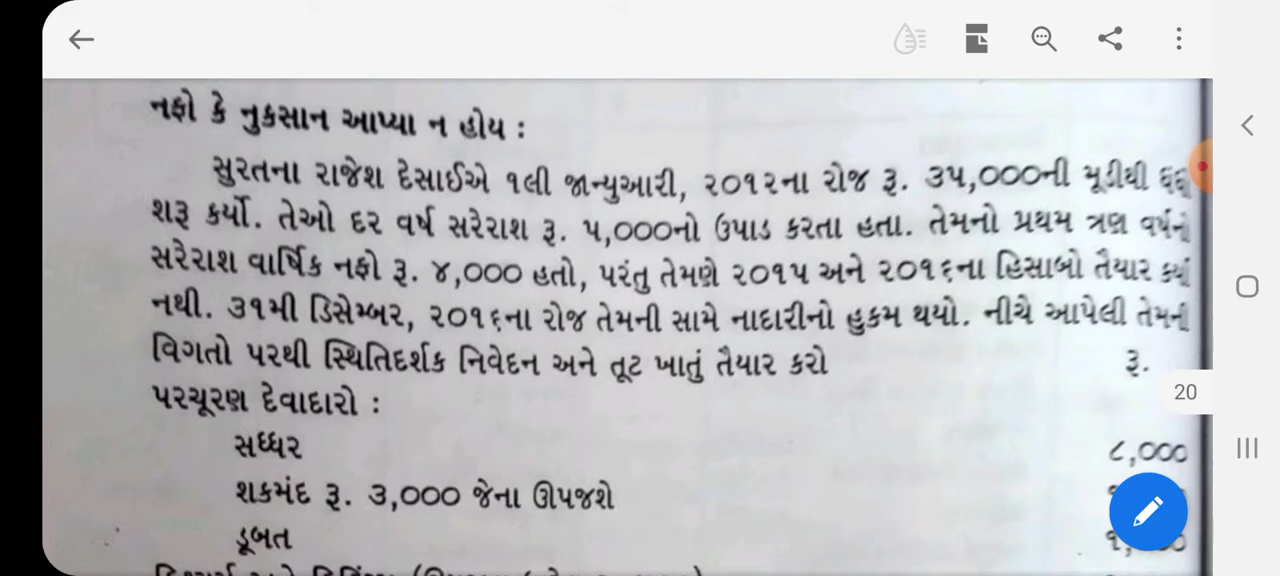 નફો કે નુકસાન આપ્યા ન હોય :
સુરતના રાજેશ દેસાઈએ ૧લી જાન્યુઆરી, ૨૦૧૨ના રોજ રૂ. ૩૫,૦૦૦ની મૂડીથી
શરૂ કર્યો. તેઓ દર વર્ષ સરેરાશ રૂ. ૫,૦૦૦નો ઉપાડ કરતા હતા. તેમનો પ્રથમ ત્રણ વર્ષનો
સરેરાશ વાર્ષિક નફો રૂ. ૪,૦૦૦ હતો, પરંતુ તેમણે ૨૦૧૫ અને ૨૦૧૬ના હિસાબો તૈયાર કર્યા
નથી. ૩૧મી ડિસેમ્બર, ૨૦૧૬ના રોજ તેમની સામે નાદારીનો હુકમ થયો. નીચે આપેલી તેમની
વિગતો પરથી સ્થિતિદર્શક નિવેદન અને તૂટ ખાતું તૈયાર કરો રૂ.
20
પરચૂરણ દેવાદારો :
સધ્ધર ૮,૦૦૦
શકમંદ રૂ. ૩,૦૦૦ જેના ઊપજશે
ડૂબત